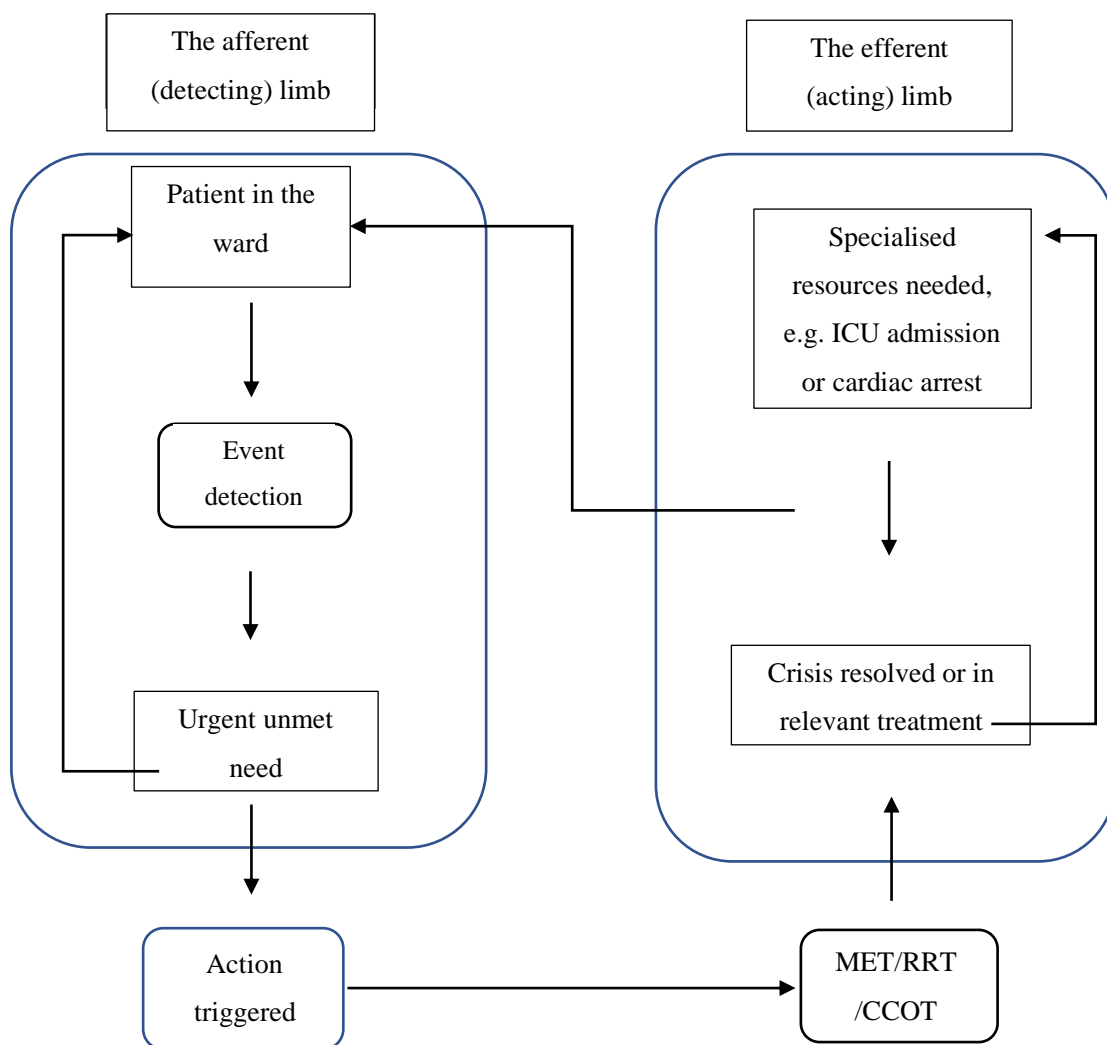 The afferent
(detecting) limb
The efferent
(acting) limb
Patient in the
ward
Event
detection
Urgent unmet
need
Action
triggered
Specialised
resources needed,
e.g. ICU admission
or cardiac arrest
Crisis resolved or in
relevant treatment
MET/RRT
/CCOT